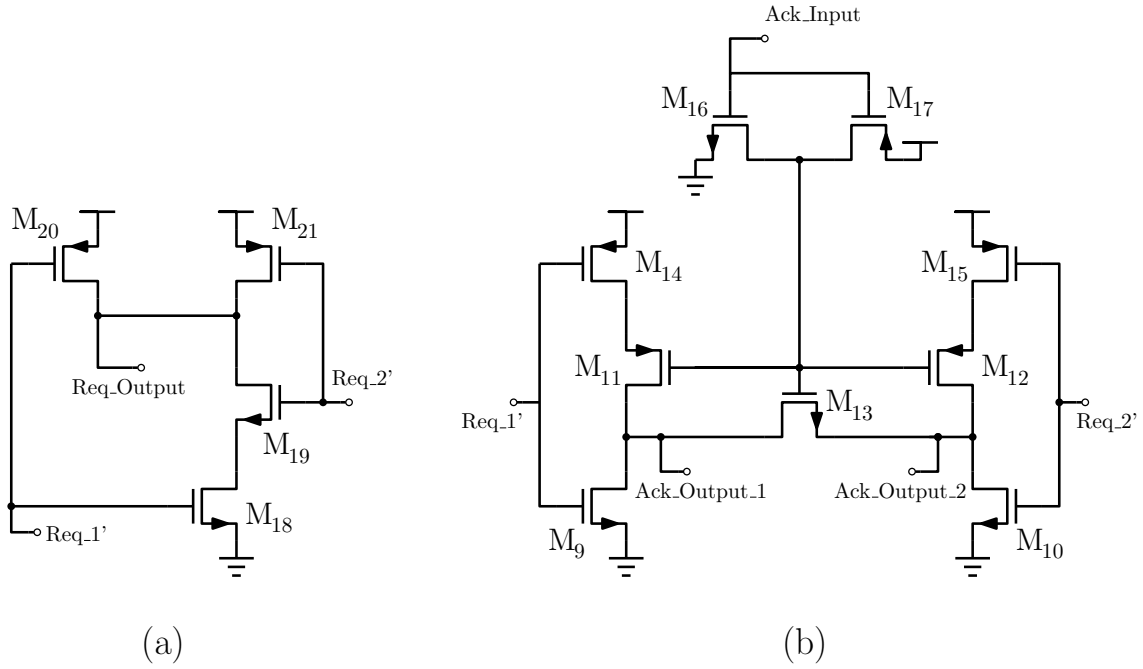 Ack_Input
M16
M17
M20
M21
Req_Output
Req_2'
M19
Req_1'
M18
M14
M15
M11
M12
Req_1'
M13
Req_2'
Ack_Output_1
Ack_Output_2
M9
M10
(a)
(b)